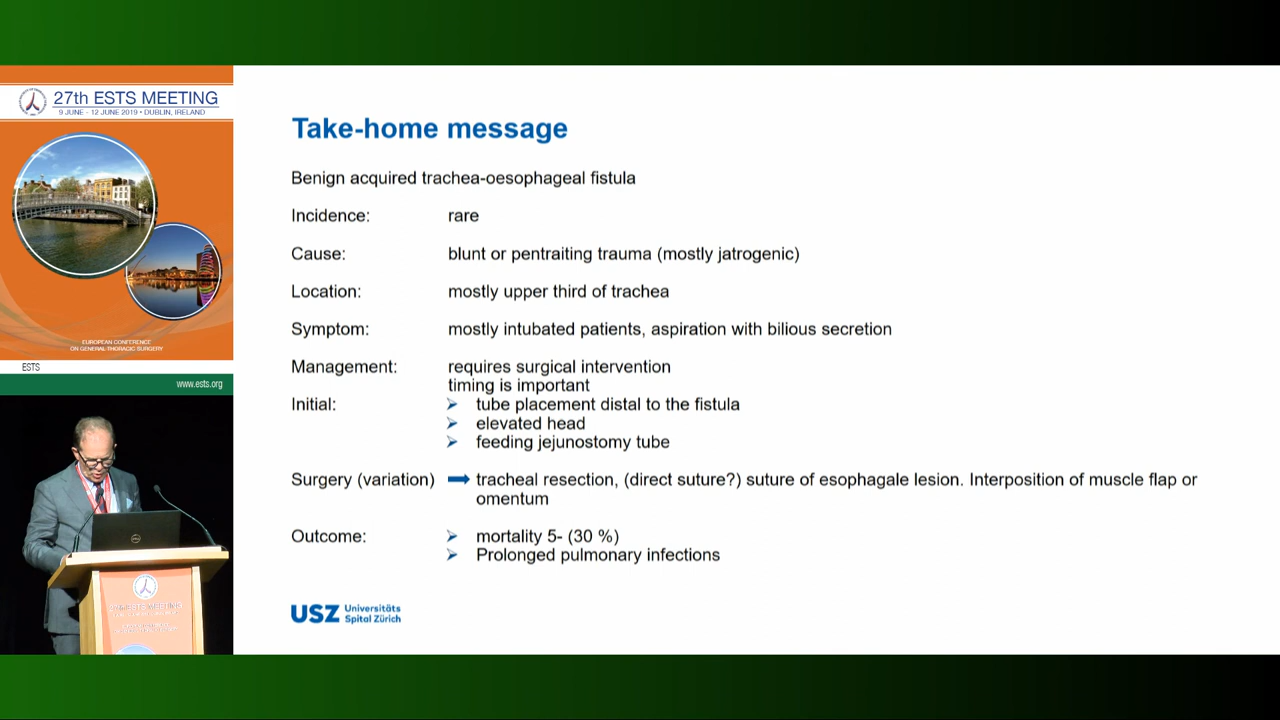 27th ESTS MEETING
9 JUNE - 12 JUNE 2019 • DUBLIN, IRELAND
EUROPEAN CONFERENCE
ON GENERAL THORACIC SURGERY
ESTS
www.ests.org
Take-home message
Benign acquired trachea-oesophageal fistula
Incidence: rare
Cause: blunt or pentraiting trauma (mostly jatrogenic)
Location: mostly upper third of trachea
Symptom: mostly intubated patients, aspiration with bilious secretion
Management: requires surgical intervention
timing is important
Initial: ➢ tube placement distal to the fistula
➢ elevated head
➢ feeding jejunostomy tube
Surgery (variation) ➡ tracheal resection, (direct suture?) suture of esophagale lesion. Interposition of muscle flap or
omentum
Outcome: ➢ mortality 5- (30 %)
➢ Prolonged pulmonary infections
USZ Universitäts
Spital Zürich
27th ESTS MEETING